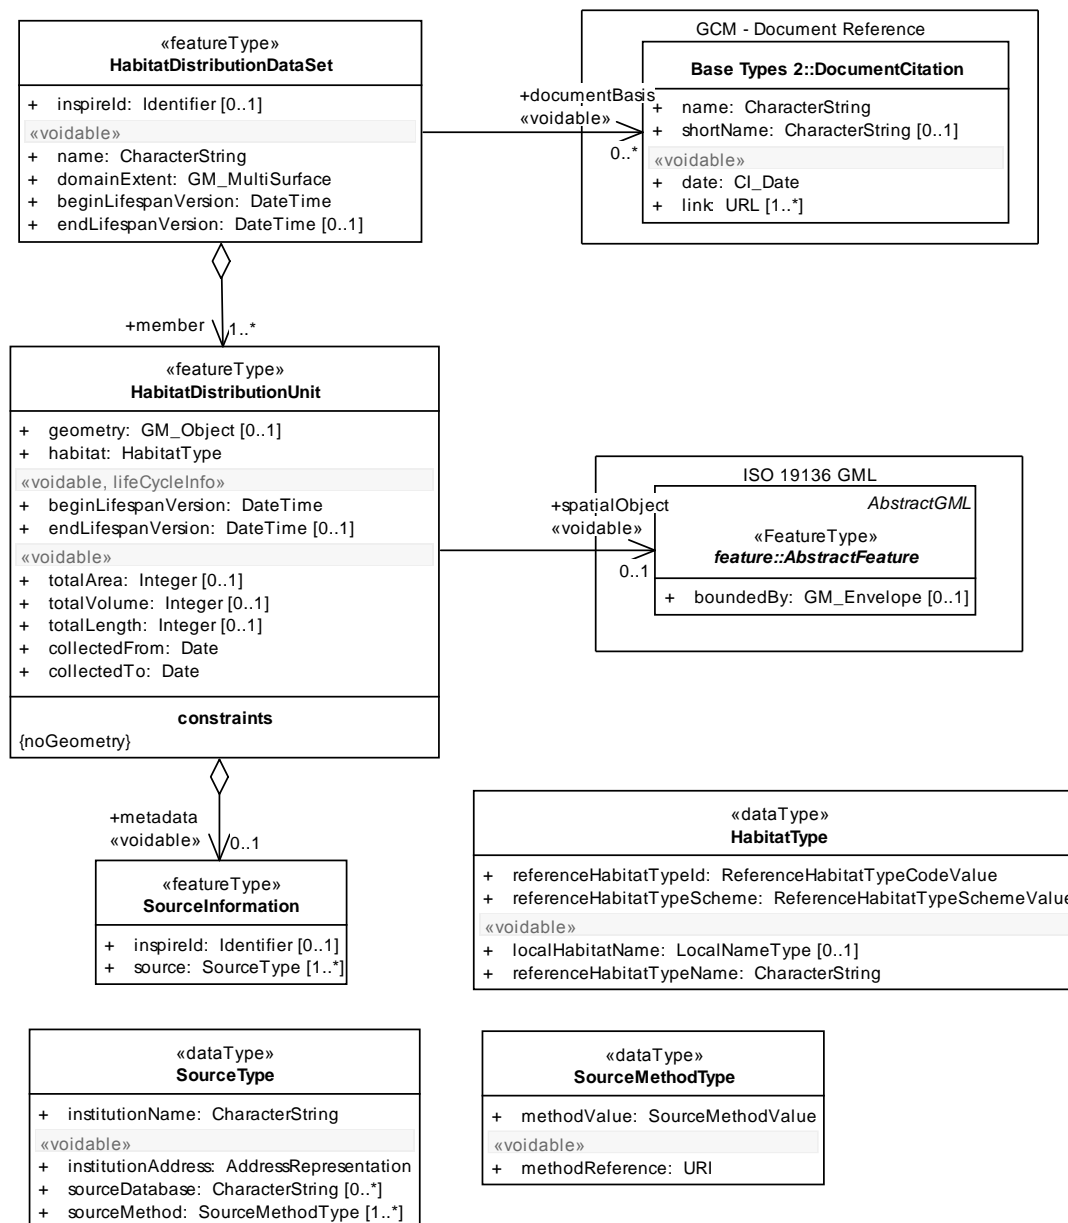 «featureType»
HabitatDistributionDataSet
+ inspireId: Identifier [0..1]
«voidable»
+ name: CharacterString
+ domainExtent: GM_MultiSurface
+ beginLifespanVersion: DateTime
+ endLifespanVersion: DateTime [0..1]
+documentBasis
«voidable»
0..*
GCM - Document Reference
Base Types 2::DocumentCitation
+ name: CharacterString
+ shortName: CharacterString [0..1]
«voidable»
+ date: CI_Date
+ link: URL [1..*]
+member
1..*
«featureType»
HabitatDistributionUnit
+ geometry: GM_Object [0..1]
+ habitat: HabitatType
«voidable, lifeCycleInfo»
+ beginLifespanVersion: DateTime
+ endLifespanVersion: DateTime [0..1]
«voidable»
+ totalArea: Integer [0..1]
+ totalVolume: Integer [0..1]
+ totalLength: Integer [0..1]
+ collectedFrom: Date
+ collectedTo: Date
constraints
{noGeometry}
+spatialObject
«voidable»
0..1
ISO 19136 GML
AbstractGML
«FeatureType»
feature::AbstractFeature
+ boundedBy: GM_Envelope [0..1]
+metadata
«voidable»
0..1
«featureType»
SourceInformation
+ inspireId: Identifier [0..1]
+ source: SourceType [1..*]
«dataType»
HabitatType
+ referenceHabitatTypeId: ReferenceHabitatTypeCodeValue
+ referenceHabitatTypeScheme: ReferenceHabitatTypeSchemeValue
«voidable»
+ localHabitatName: LocalNameType [0..1]
+ referenceHabitatTypeName: CharacterString
«dataType»
SourceType
+ institutionName: CharacterString
«voidable»
+ institutionAddress: AddressRepresentation
+ sourceDatabase: CharacterString [0..*]
+ sourceMethod: SourceMethodType [1..*]
«dataType»
SourceMethodType
+ methodValue: SourceMethodValue
«voidable»
+ methodReference: URI